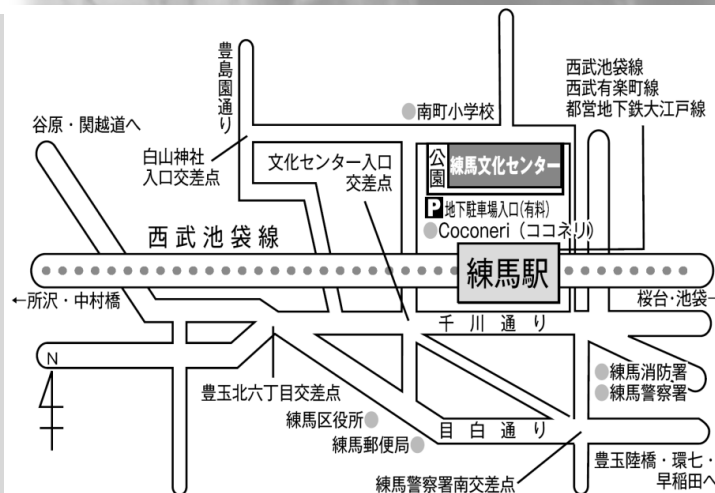 豊島園通り
西武池袋線
西武有楽町線
都営地下鉄大江戸線
谷原・関越道へ
南町小学校
白山神社
入口交差点
文化センター入口
交差点
公園
練馬文化センター
P地下駐車場入口(有料)
Coconeri（ココネリ）
西武池袋線
練馬駅
←所沢・中村橋
桜台・池袋→
千川通り
N
豊玉北六丁目交差点
練馬消防署
練馬警察署
練馬区役所
練馬郵便局
目白通り
豊玉陸橋・環七・
早稲田へ
練馬警察署南交差点